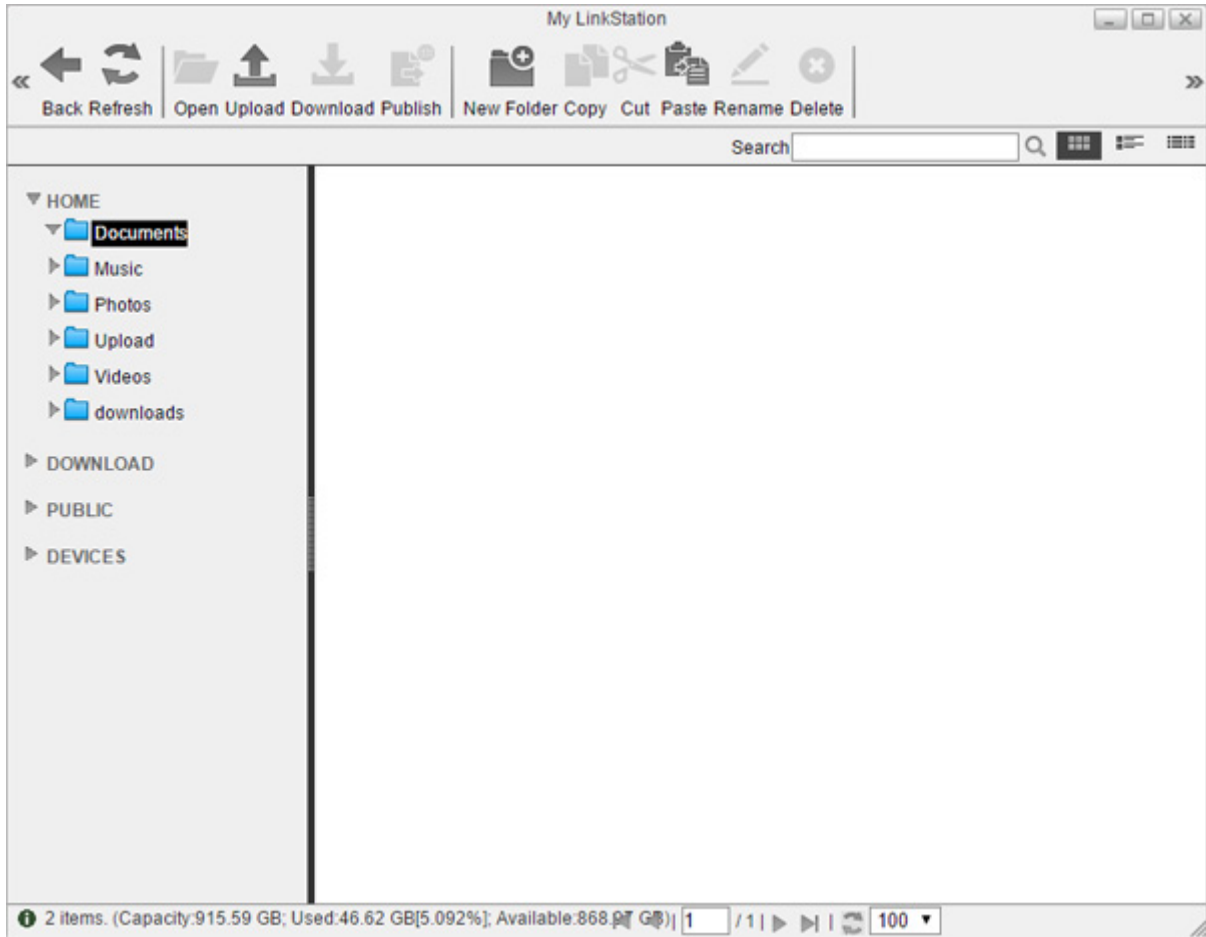 My LinkStation
Back Refresh Open Upload Download Publish New Folder Copy Cut Paste Rename Delete
Search
HOME
Documents
Music
Photos
Upload
Videos
downloads
DOWNLOAD
PUBLIC
DEVICES
2 items. (Capacity:915.59 GB; Used:46.62 GB[5.092%]; Available:868.97 GB) 1 / 1 100